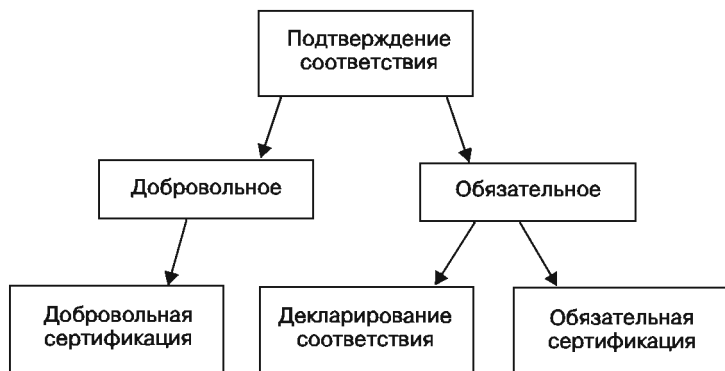 Подтверждение
соответствия
Добровольное
Обязательное
Добровольная
сертификация
Декларирование
соответствия
Обязательная
сертификация